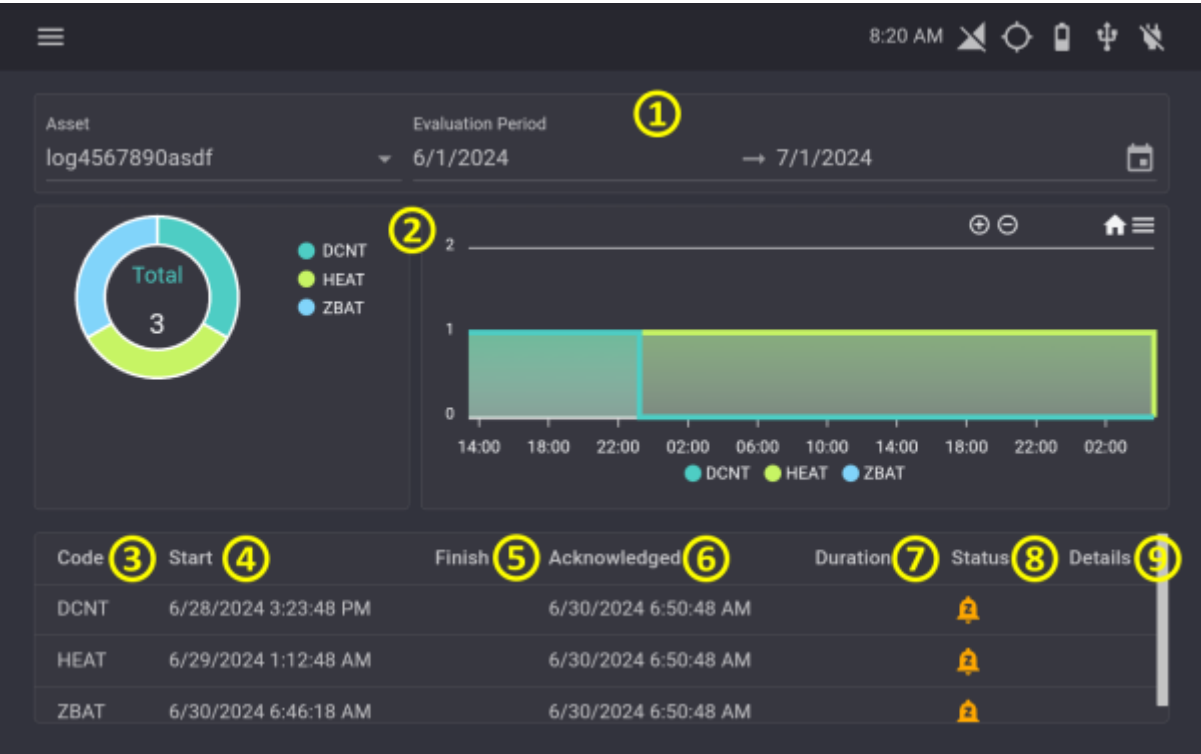 8:20 AM
1
Asset
Evaluation Period
log4567890asdf
6/1/2024 → 7/1/2024
Total
3
DCNT
HEAT
ZBAT
2
2
1
0
14:00 18:00 22:00 02:00 06:00 10:00 14:00 18:00 22:00 02:00
DCNT HEAT ZBAT
Code 3 Start 4 Finish 5 Acknowledged 6 Duration 7 Status 8 Details 9
DCNT 6/28/2024 3:23:48 PM 6/30/2024 6:50:48 AM z
HEAT 6/29/2024 1:12:48 AM 6/30/2024 6:50:48 AM z
ZBAT 6/30/2024 6:46:18 AM 6/30/2024 6:50:48 AM z